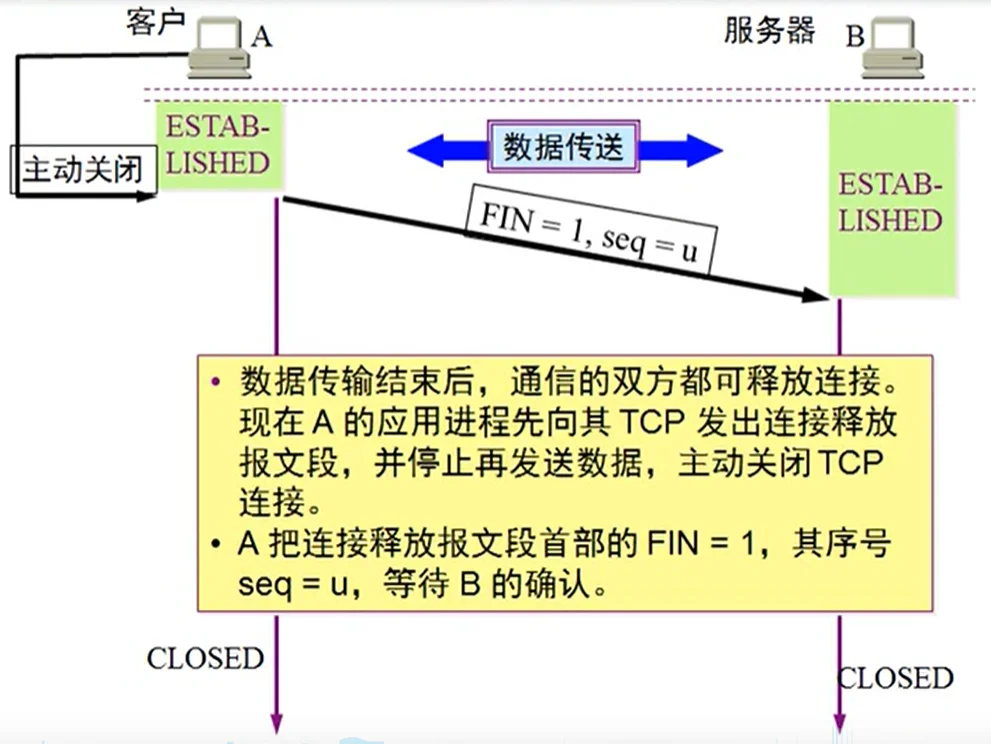 客户 A
服务器 B
ESTAB-
LISHED
数据传送
主动关闭
ESTAB-
LISHED
FIN = 1, seq = u
• 数据传输结束后，通信的双方都可释放连接。
现在 A 的应用进程先向其 TCP 发出连接释放
报文段，并停止再发送数据，主动关闭 TCP
连接。
• A 把连接释放报文段首部的 FIN = 1，其序号
seq = u，等待 B 的确认。
CLOSED
CLOSED